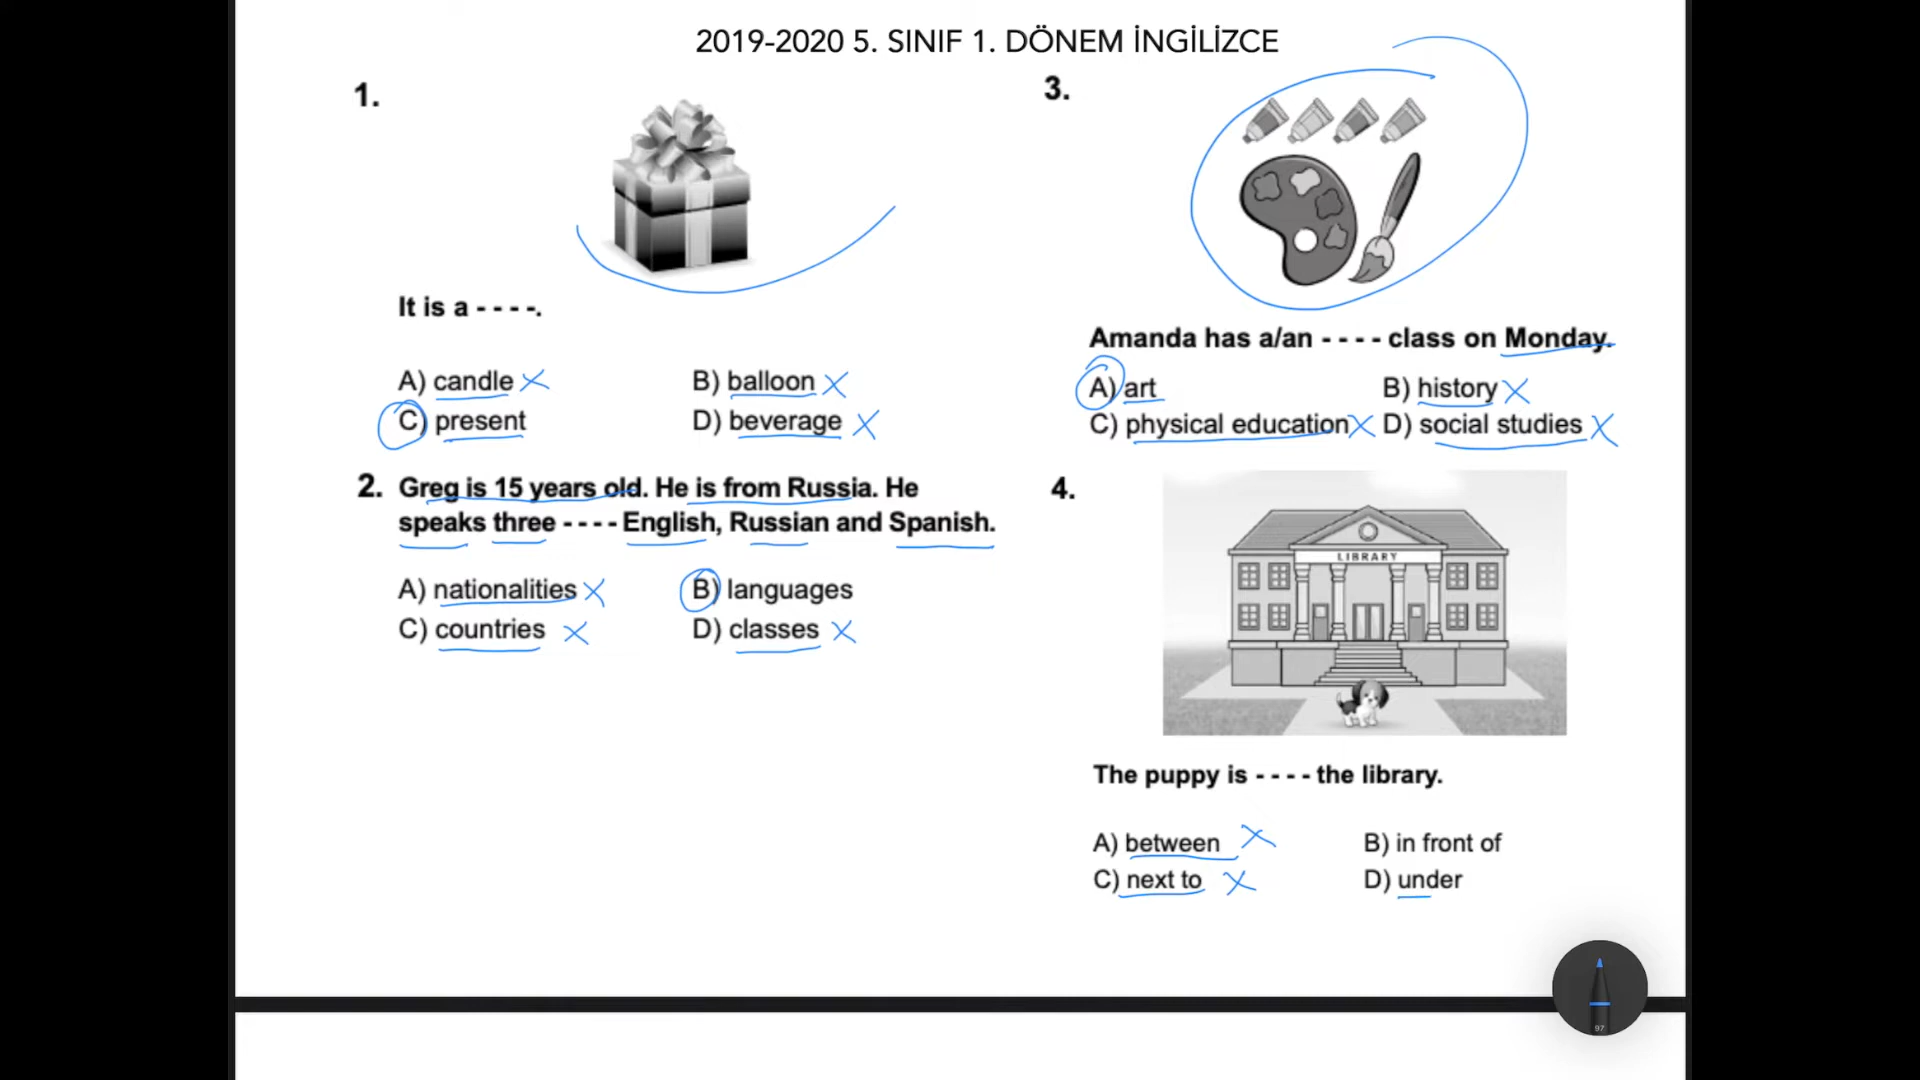 2019-2020 5. SINIF 1. DÖNEM İNGİLİZCE
1.
It is a - - - -.
A) candle
B) balloon
C) present
D) beverage
2. Greg is 15 years old. He is from Russia. He
speaks three - - - - English, Russian and Spanish.
A) nationalities
B) languages
C) countries
D) classes
3.
Amanda has a/an - - - - class on Monday.
A) art
B) history
C) physical education
D) social studies
4.
LIBRARY
The puppy is - - - - the library.
A) between
B) in front of
C) next to
D) under
97